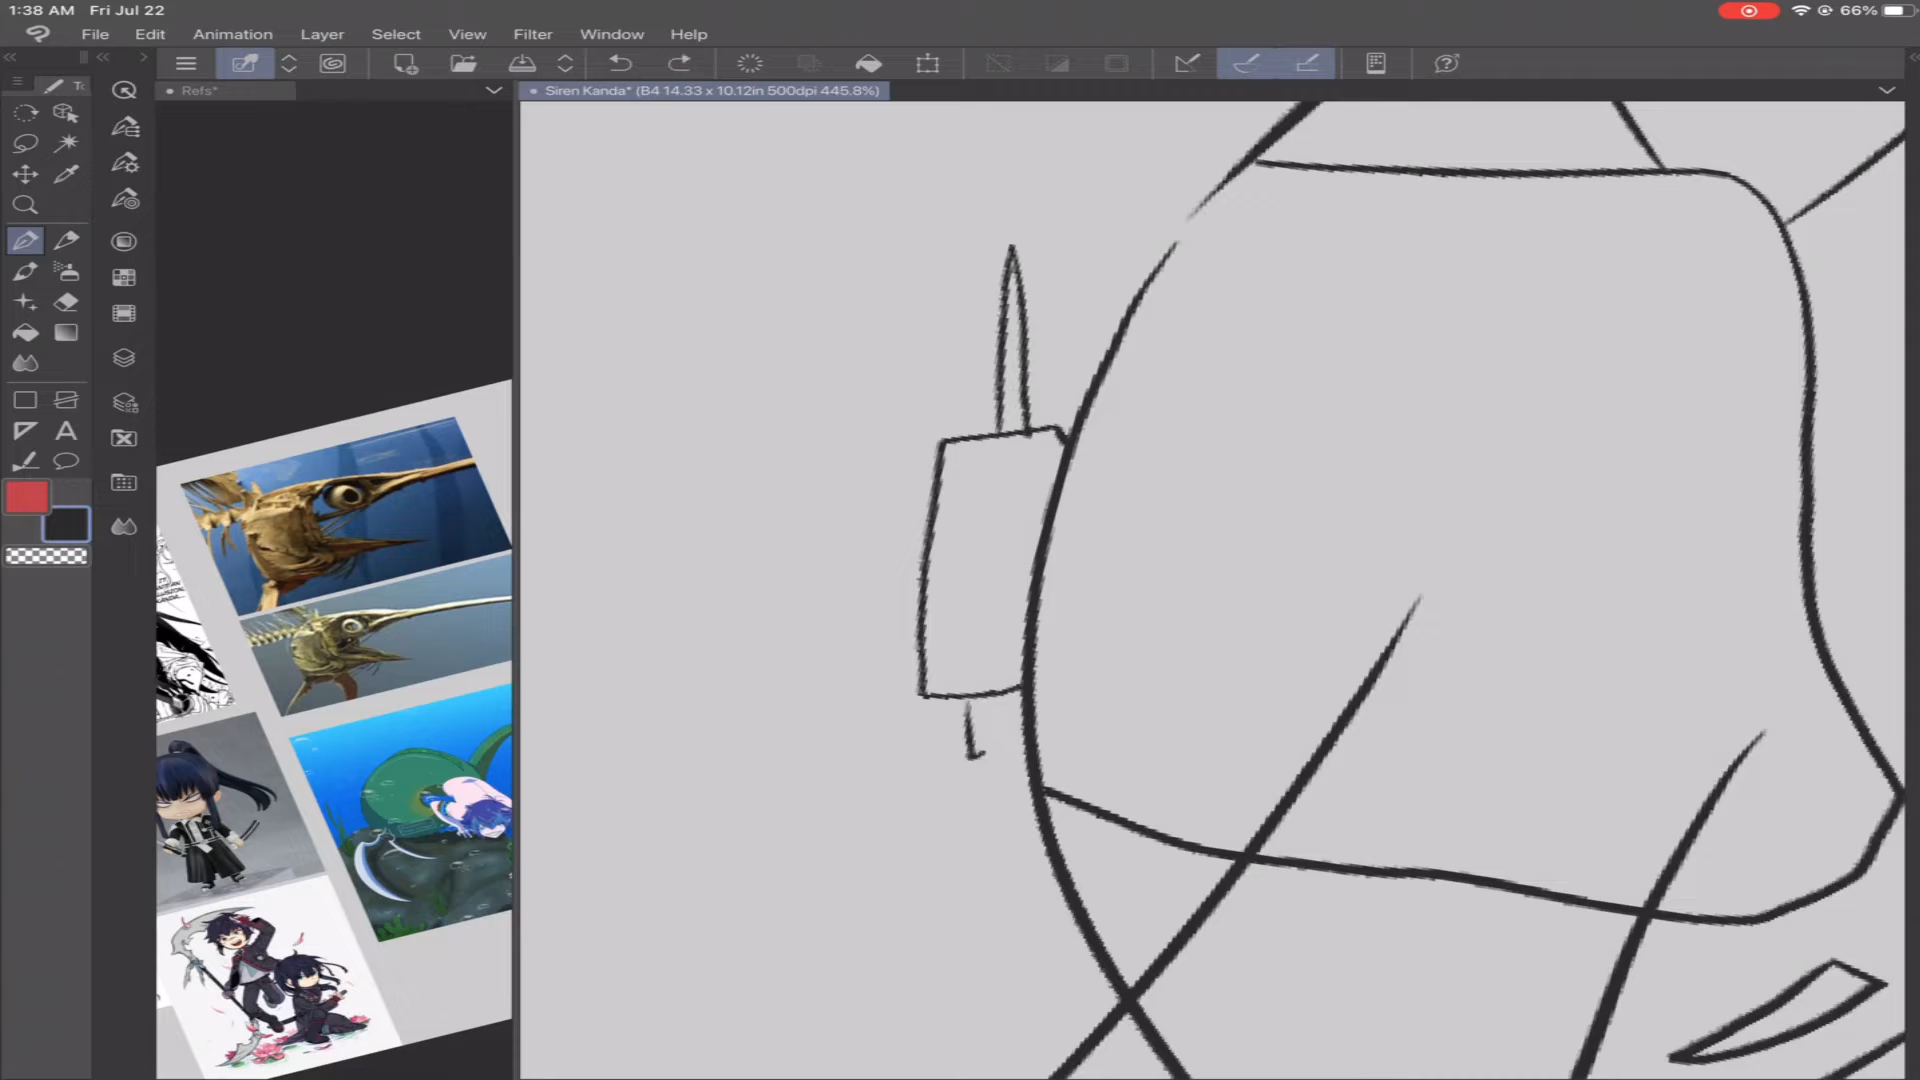 1:38 AM Fri Jul 22
66%
File Edit Animation Layer Select View Filter Window Help
Refs*
Siren Kanda* (B4 14.33 x 10.12in 500dpi 445.8%)